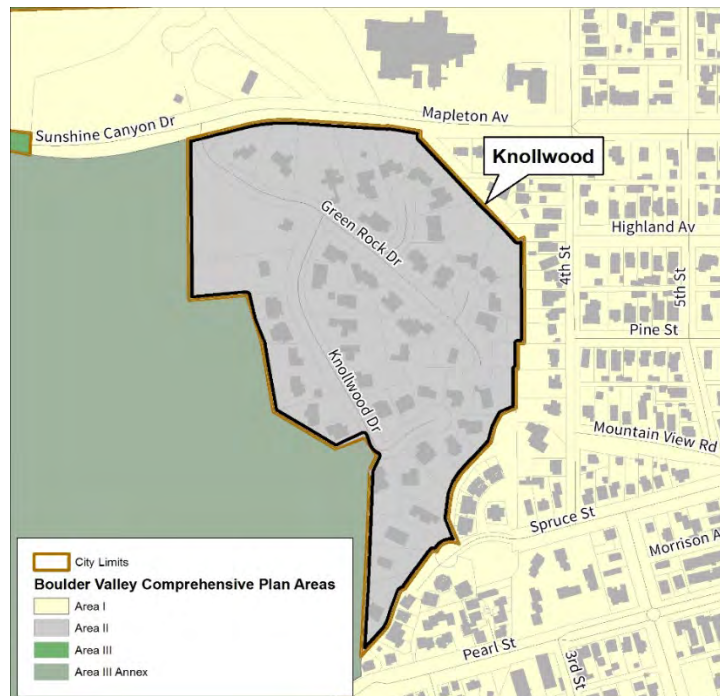 Sunshine Canyon Dr
Mapleton Av
Knollwood
Green Rock Dr
Highland Av
4th St
5th St
Pine St
Knollwood Dr
Mountain View Rd
Spruce St
Morrison A
Pearl St
3rd St
City Limits
Boulder Valley Comprehensive Plan Areas
Area I
Area II
Area III
Area III Annex